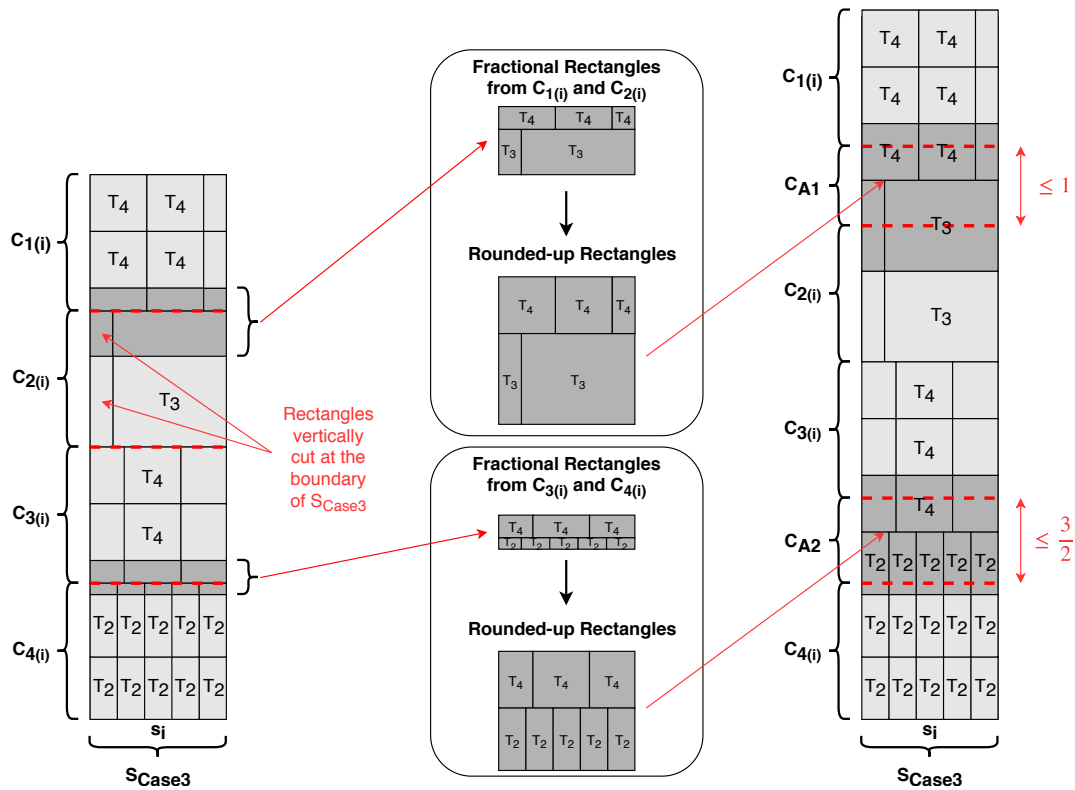 C1(i)
C2(i)
C3(i)
C4(i)
T4 T4
T4 T4
T3
T4
T4
T2 T2 T2 T2 T2
T2 T2 T2 T2 T2
si
SCase3
Rectangles
vertically
cut at the
boundary
of SCase3
Fractional Rectangles
from C1(i) and C2(i)
T4 T4 T4
T3 T3
Rounded-up Rectangles
T4 T4 T4
T3 T3
Fractional Rectangles
from C3(i) and C4(i)
T4 T4 T4
T2 T2 T2 T2 T2
Rounded-up Rectangles
T4 T4 T4
T2 T2 T2 T2 T2
C1(i)
CA1
C2(i)
C3(i)
CA2
C4(i)
T4 T4
T4 T4
T4 T4
T3
T3
T4
T4
T4
T2 T2 T2 T2 T2
T2 T2 T2 T2 T2
T2 T2 T2 T2 T2
≤ 1
≤ 3/2
si
SCase3